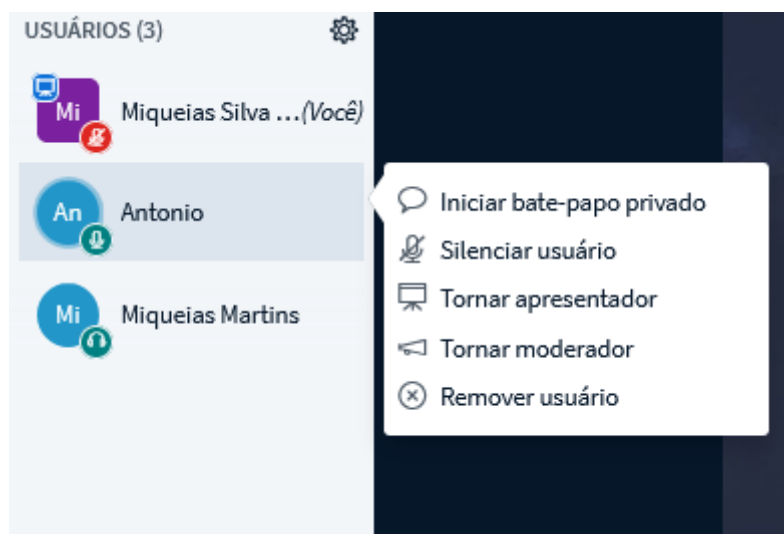 USUÁRIOS (3)
Mi
Miqueias Silva ...(Você)
An
Antonio
Mi
Miqueias Martins
Iniciar bate-papo privado
Silenciar usuário
Tornar apresentador
Tornar moderador
Remover usuário